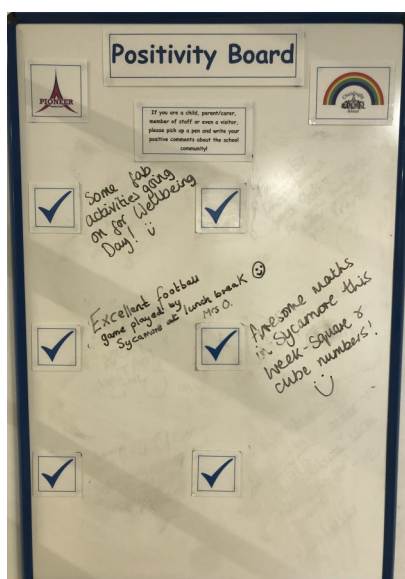 Positivity Board
PIONEER
If you are a child, parent/carer,
member of staff or even a visitor,
please pick up a pen and write your
positive comments about the school
community!
Some fab
activities going
on for Wellbeing
Day!
Excellent football
game played by
Sycamore at lunch break
Mrs O.
Awesome maths
in Sycamore this
week - Square &
cube numbers!